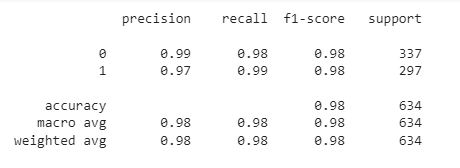 precision recall f1-score support
0 0.99 0.98 0.98 337
1 0.97 0.99 0.98 297
accuracy 0.98 634
macro avg 0.98 0.98 0.98 634
weighted avg 0.98 0.98 0.98 634